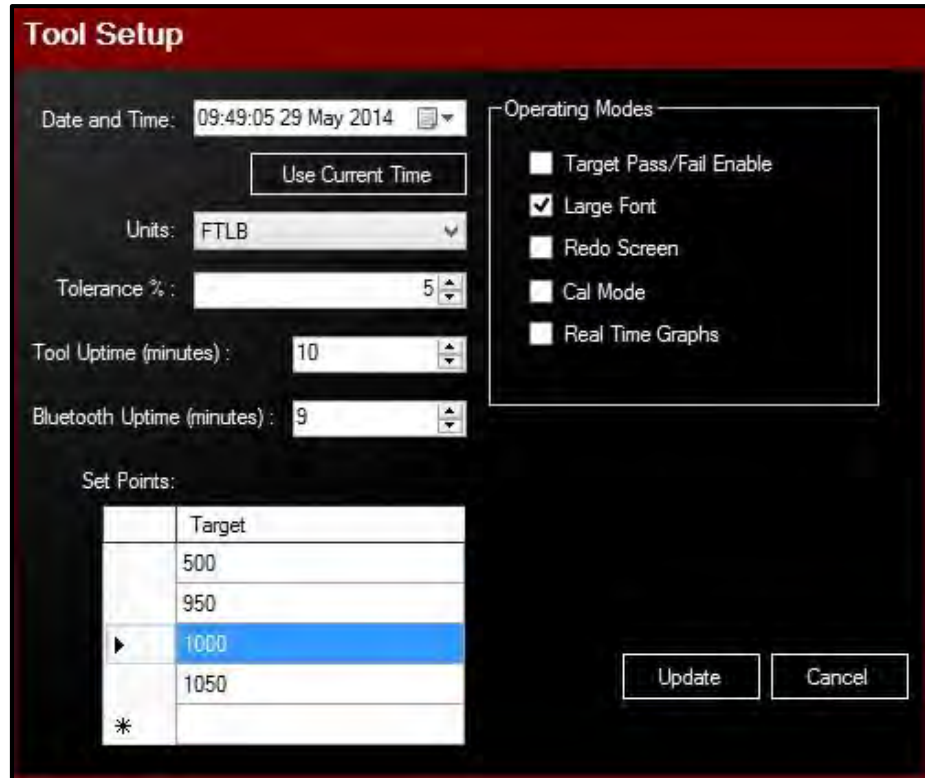 Tool Setup
Date and Time: 09:49:05 29 May 2014
Use Current Time
Units: FTLB
Tolerance % : 5
Tool Uptime (minutes) : 10
Bluetooth Uptime (minutes) : 9
Set Points:
Target
500
950
1000
1050
*
Operating Modes
Target Pass/Fail Enable
Large Font
Redo Screen
Cal Mode
Real Time Graphs
Update
Cancel